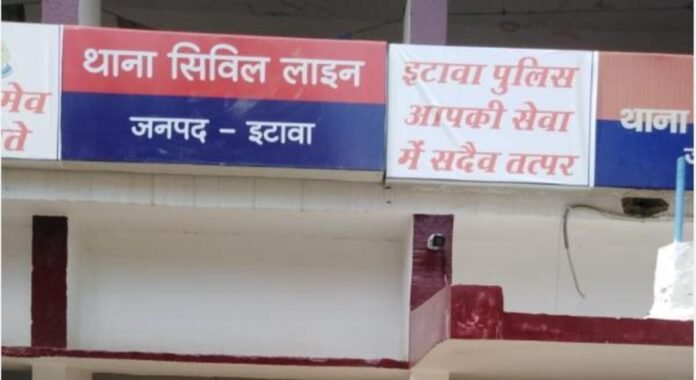 मेव
ते
थाना सिविल लाइन
जनपद - इटावा
इटावा पुलिस
आपकी सेवा
में सदैव तत्पर
थाना